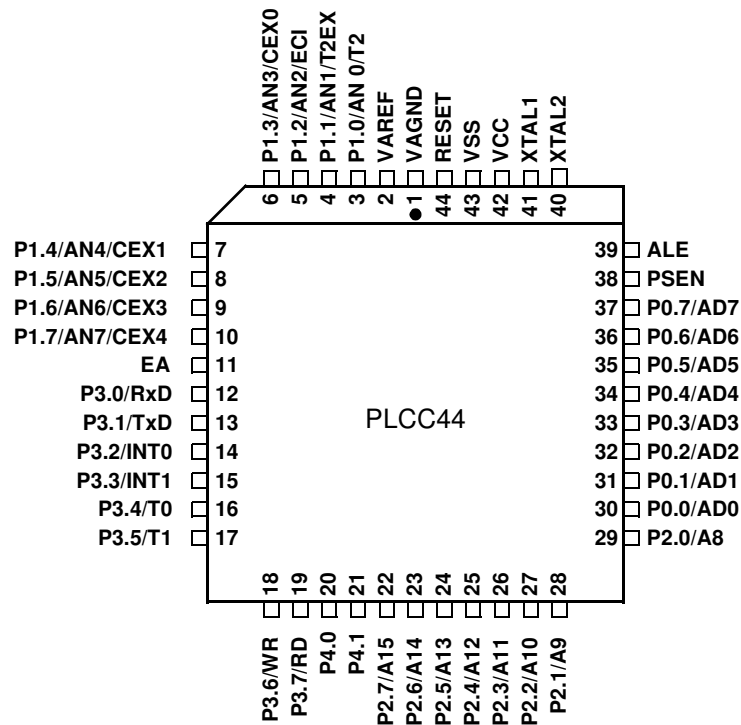 P1.3/AN3/CEX0
P1.2/AN2/ECI
P1.1/AN1/T2EX
P1.0/AN 0/T2
VAREF
VAGND
RESET
VSS
VCC
XTAL1
XTAL2
6
5
4
3
2
1
44
43
42
41
40
P1.4/AN4/CEX1 7
P1.5/AN5/CEX2 8
P1.6/AN6/CEX3 9
P1.7/AN7/CEX4 10
EA 11
P3.0/RxD 12
P3.1/TxD 13
P3.2/INT0 14
P3.3/INT1 15
P3.4/T0 16
P3.5/T1 17
PLCC44
39 ALE
38 PSEN
37 P0.7/AD7
36 P0.6/AD6
35 P0.5/AD5
34 P0.4/AD4
33 P0.3/AD3
32 P0.2/AD2
31 P0.1/AD1
30 P0.0/AD0
29 P2.0/A8
18
19
20
21
22
23
24
25
26
27
28
P3.6/WR
P3.7/RD
P4.0
P4.1
P2.7/A15
P2.6/A14
P2.5/A13
P2.4/A12
P2.3/A11
P2.2/A10
P2.1/A9